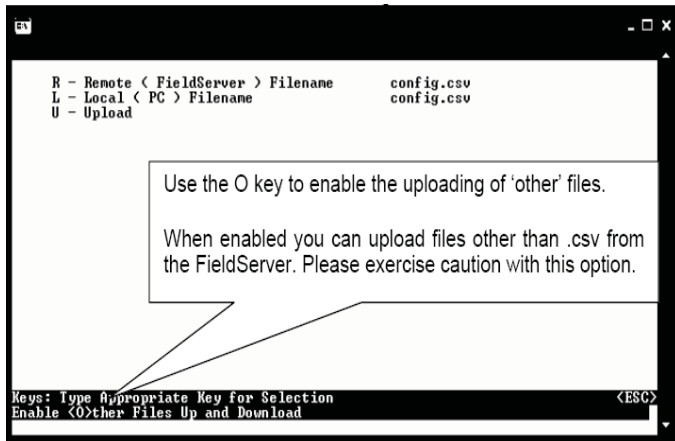 R - Remote ( FieldServer ) Filename config.csv
L - Local ( PC ) Filename config.csv
U - Upload
Use the O key to enable the uploading of ‘other’ files.
When enabled you can upload files other than .csv from
the FieldServer. Please exercise caution with this option.
Keys: Type Appropriate Key for Selection <ESC>
Enable <O>ther Files Up and Download